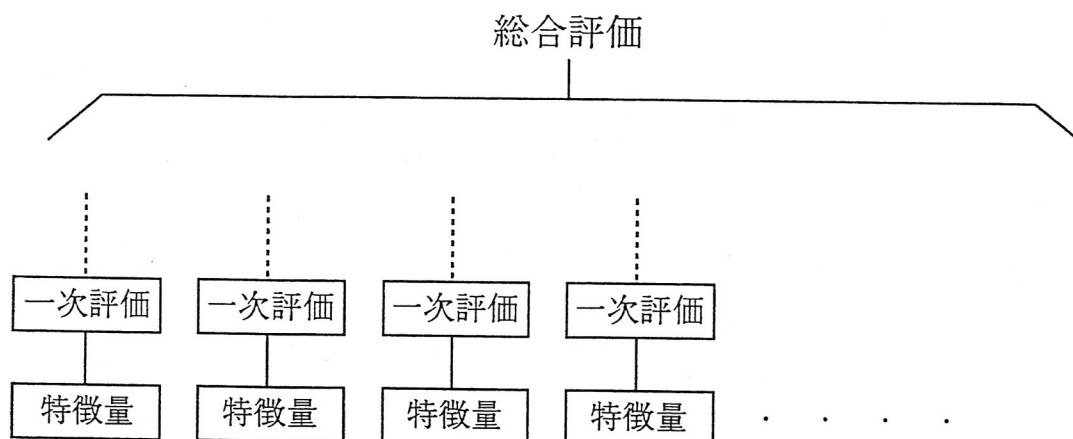 総合評価
一次評価 一次評価 一次評価 一次評価
特徴量 特徴量 特徴量 特徴量 . . . .